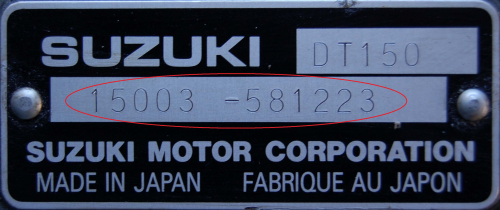 SUZUKI DT150
15003 -581223
SUZUKI MOTOR CORPORATION
MADE IN JAPAN FABRIQUE AU JAPON